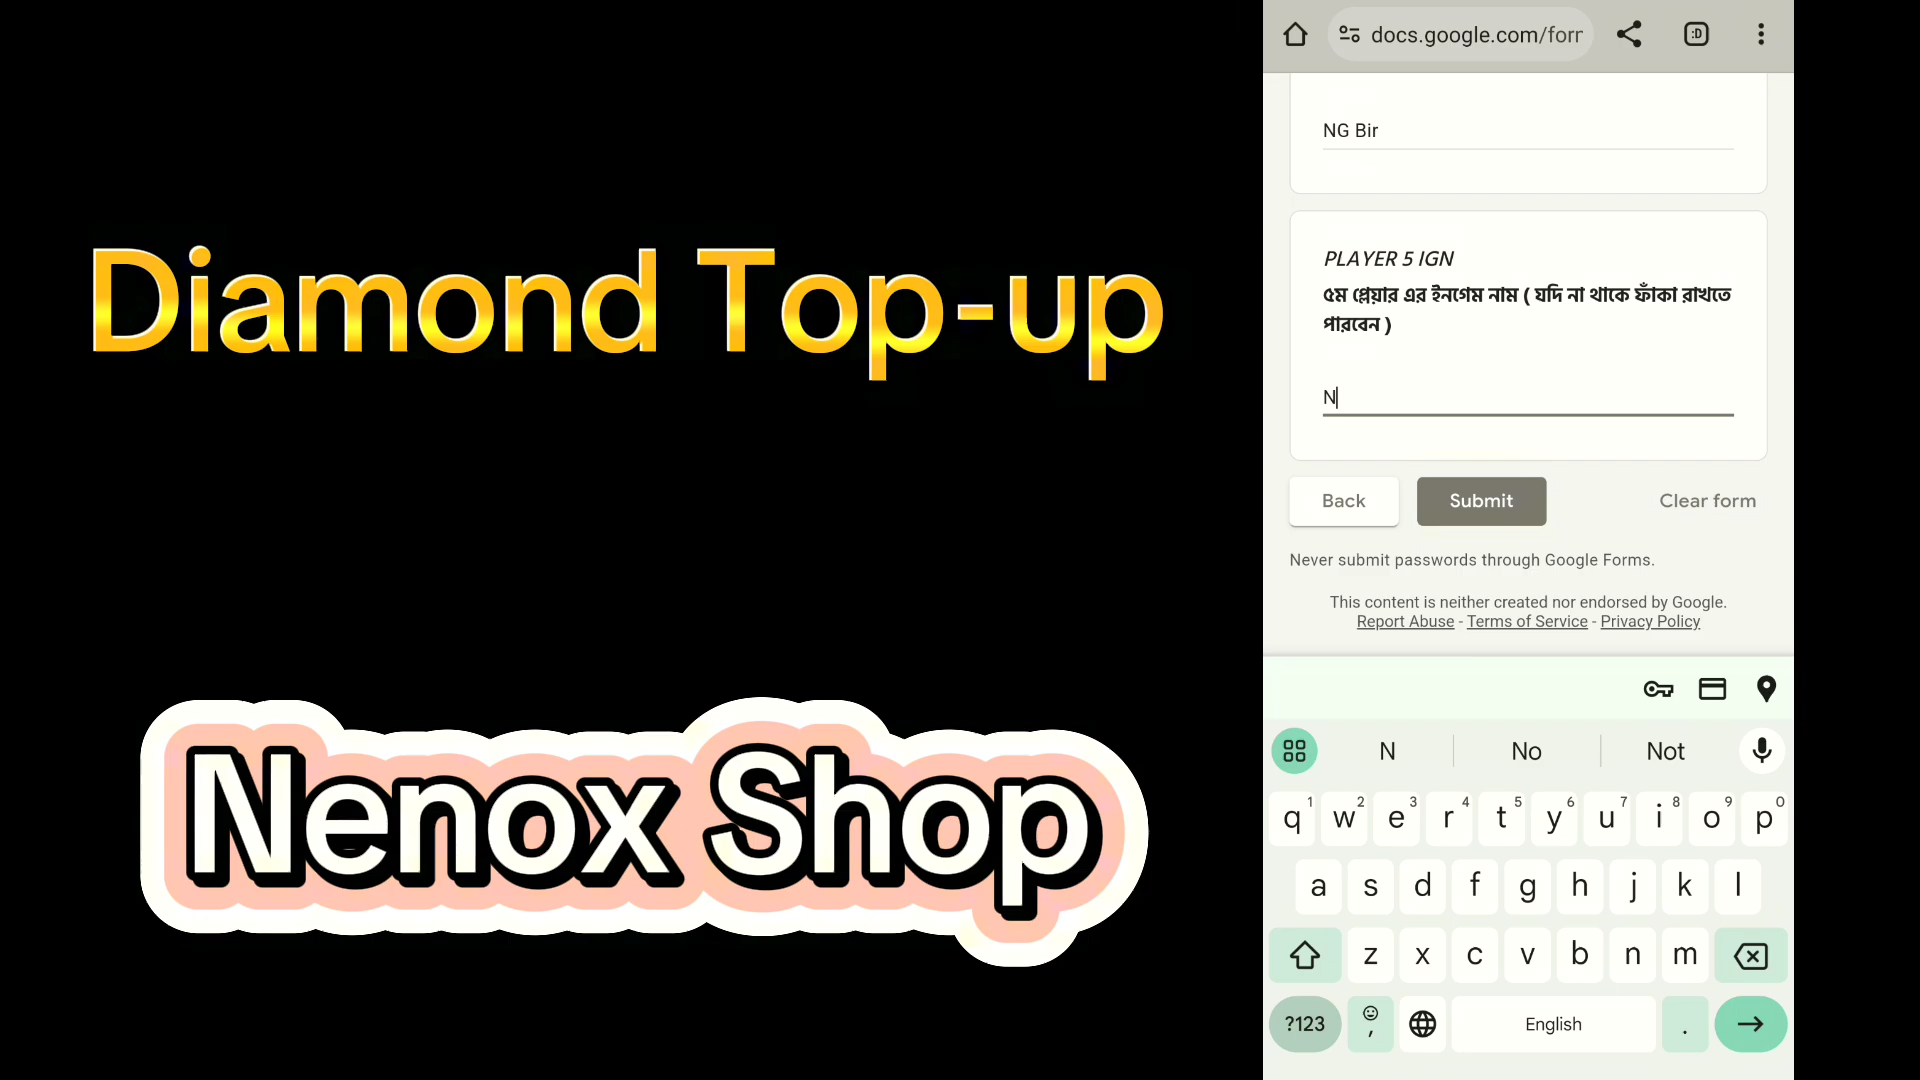 Diamond Top-up
Nenox Shop
docs.google.com/forr
:D
NG Bir
PLAYER 5 IGN
৫ম প্লেয়ার এর ইনগেম নাম ( যদি না থাকে ফাঁকা রাখতে
পারবেন )
N
Back
Submit
Clear form
Never submit passwords through Google Forms.
This content is neither created nor endorsed by Google.
Report Abuse - Terms of Service - Privacy Policy
N
No
Not
q 1 w 2 e 3 r 4 t 5 y 6 u 7 i 8 o 9 p 0
a s d f g h j k l
z x c v b n m
?123 , English .